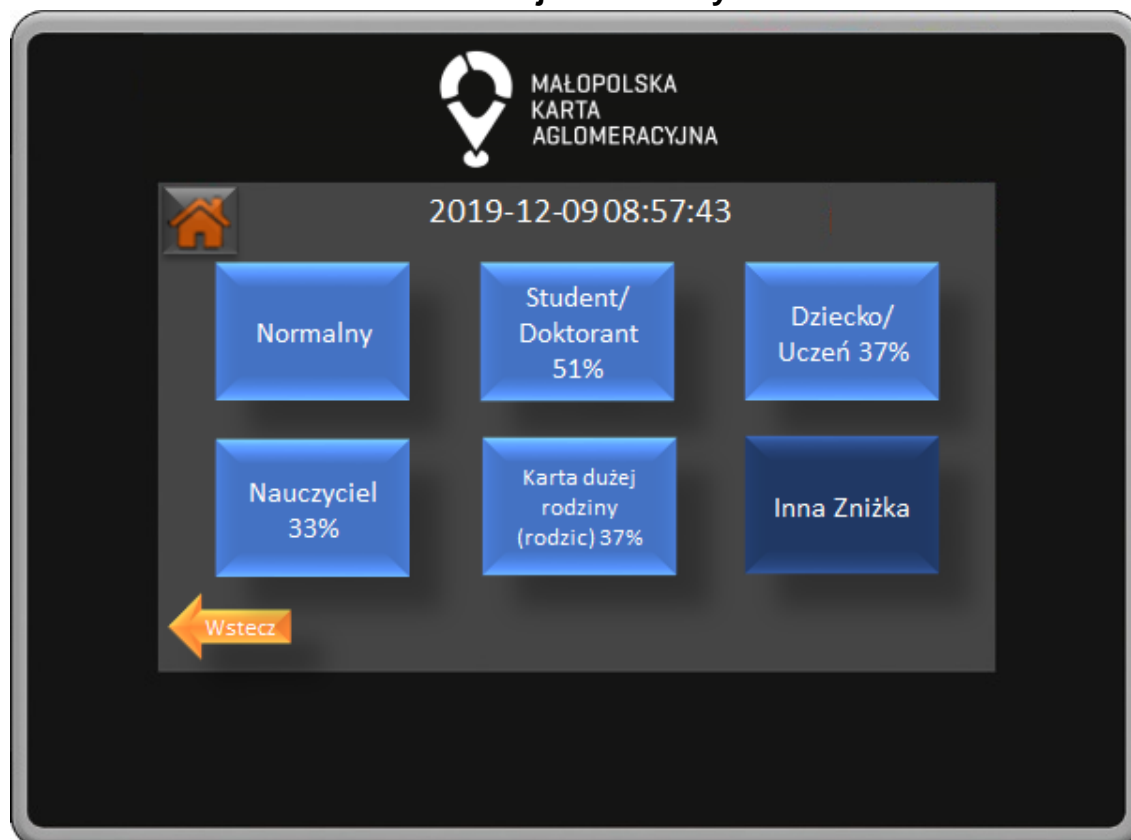 MAŁOPOLSKA
KARTA
AGLOMERACYJNA
2019-12-09 08:57:43
Normalny
Student/
Doktorant
51%
Dziecko/
Uczeń 37%
Nauczyciel
33%
Karta dużej
rodziny
(rodzic) 37%
Inna Zniżka
Wstecz